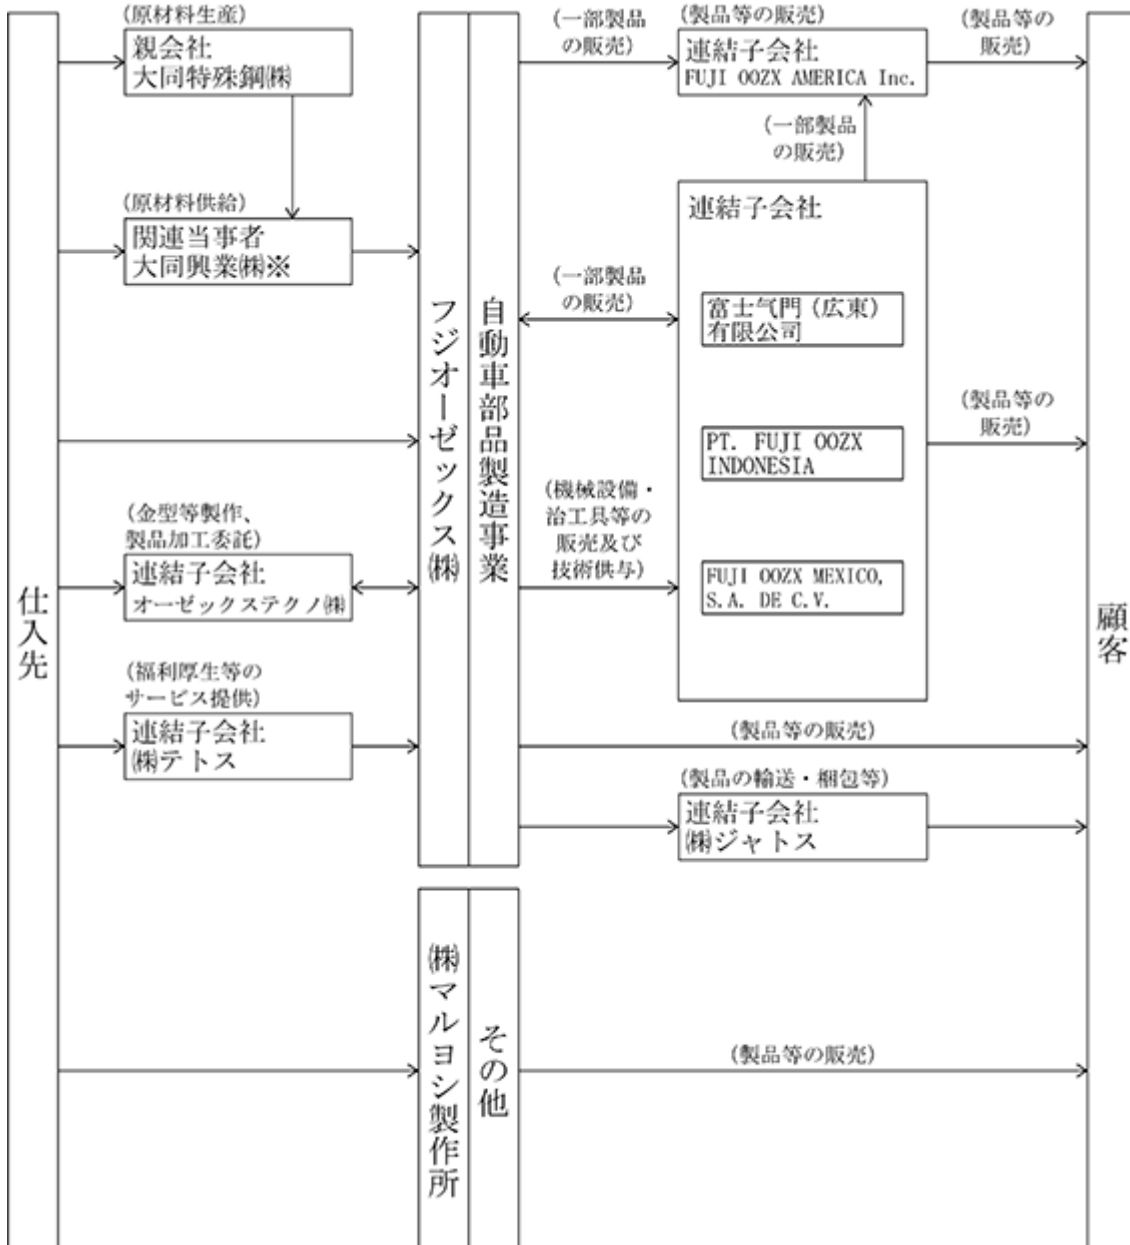 仕入先
(原材料生産)
親会社
大同特殊鋼㈱
(原材料供給)
関連当事者
大同興業㈱※
(金型等製作、
製品加工委託)
連結子会社
オーゼックステクノ㈱
(福利厚生等の
サービス提供)
連結子会社
㈱テトス
フジオーゼックス㈱
自動車部品製造事業
㈱マルヨシ製作所
その他
(一部製品
の販売)
(製品等の販売)
連結子会社
FUJI OOZX AMERICA Inc.
(製品等の
販売)
(一部製品
の販売)
連結子会社
(一部製品
の販売)
富士气門(広東)
有限公司
PT. FUJI OOZX
INDONESIA
(製品等の
販売)
(機械設備・
治工具等の
販売及び
技術供与)
FUJI OOZX MEXICO,
S.A. DE C.V.
(製品等の販売)
(製品の輸送・梱包等)
連結子会社
㈱ジャトス
(製品等の販売)
顧客